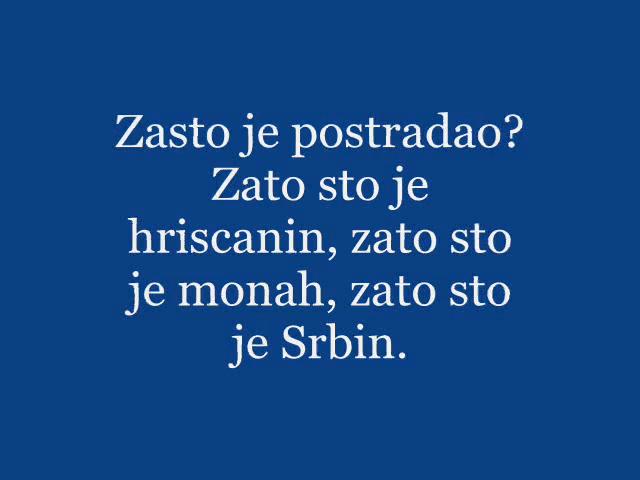 Zasto je postradao?
Zato sto je
hriscanin, zato sto
je monah, zato sto
je Srbin.